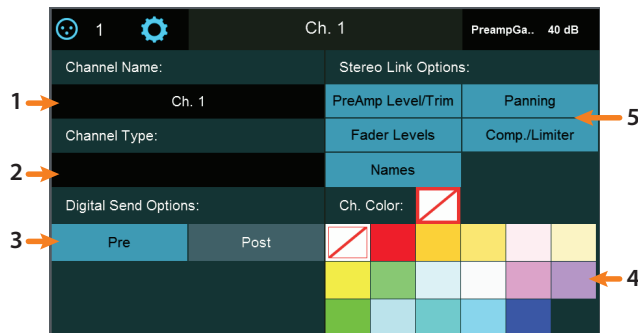 1 Ch. 1 PreampGa.. 40 dB
Channel Name: Stereo Link Options:
1 Ch. 1 PreAmp Level/Trim Panning 5
Channel Type: Fader Levels Comp./Limiter
2 Names
Digital Send Options: Ch. Color:
3 Pre Post
4